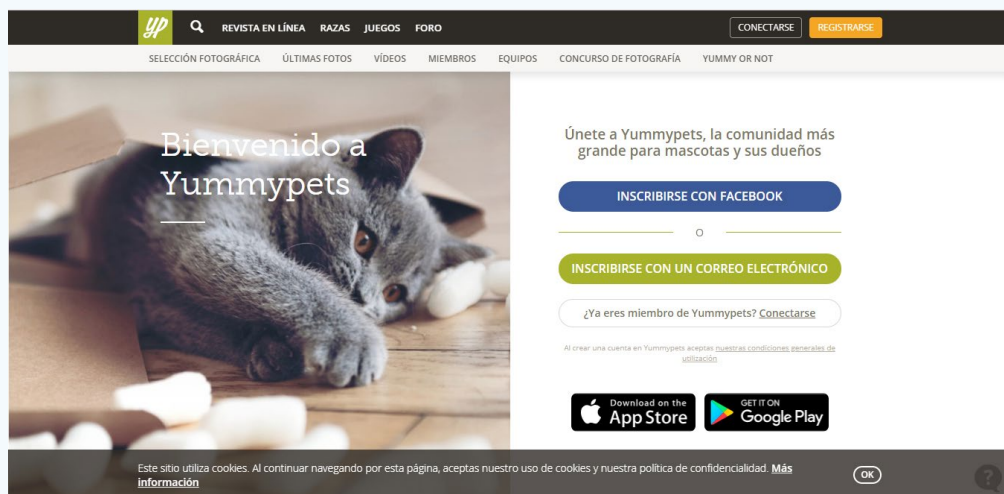 yp REVISTA EN LÍNEA RAZAS JUEGOS FORO CONECTARSE REGISTRARSE
SELECCIÓN FOTOGRÁFICA ÚLTIMAS FOTOS VÍDEOS MIEMBROS EQUIPOS CONCURSO DE FOTOGRAFÍA YUMMY OR NOT
Bienvenido a
Yummypets
Únete a Yummypets, la comunidad más
grande para mascotas y sus dueños
INSCRIBIRSE CON FACEBOOK
O
INSCRIBIRSE CON UN CORREO ELECTRÓNICO
¿Ya eres miembro de Yummypets? Conectarse
Al crear una cuenta en Yummypets aceptas nuestras condiciones generales de
utilización
Download on the
App Store
GET IT ON
Google Play
Este sitio utiliza cookies. Al continuar navegando por esta página, aceptas nuestro uso de cookies y nuestra política de confidencialidad. Más
información
OK
?